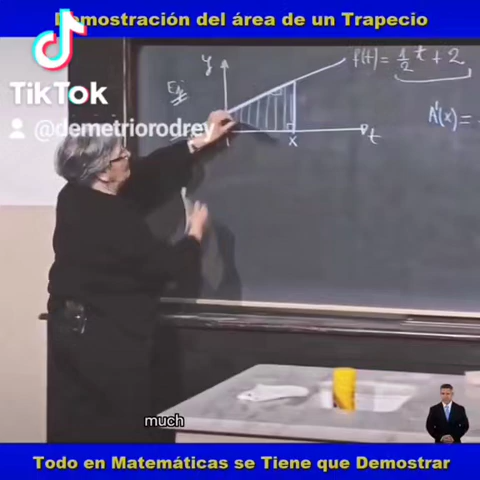 Demostración del área de un Trapecio
TikTok
@demetriorodrey
Ej
y
f(t) = 1/2 t + 2
A'(x) =
x
t
much
Todo en Matemáticas se Tiene que Demostrar